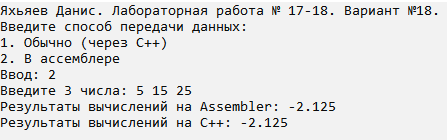 Яхьяев Данис. Лабораторная работа № 17-18. Вариант №18.
Введите способ передачи данных:
1. Обычно (через C++)
2. В ассемблере
Ввод: 2
Введите 3 числа: 5 15 25
Результаты вычислений на Assembler: -2.125
Результаты вычислений на C++: -2.125